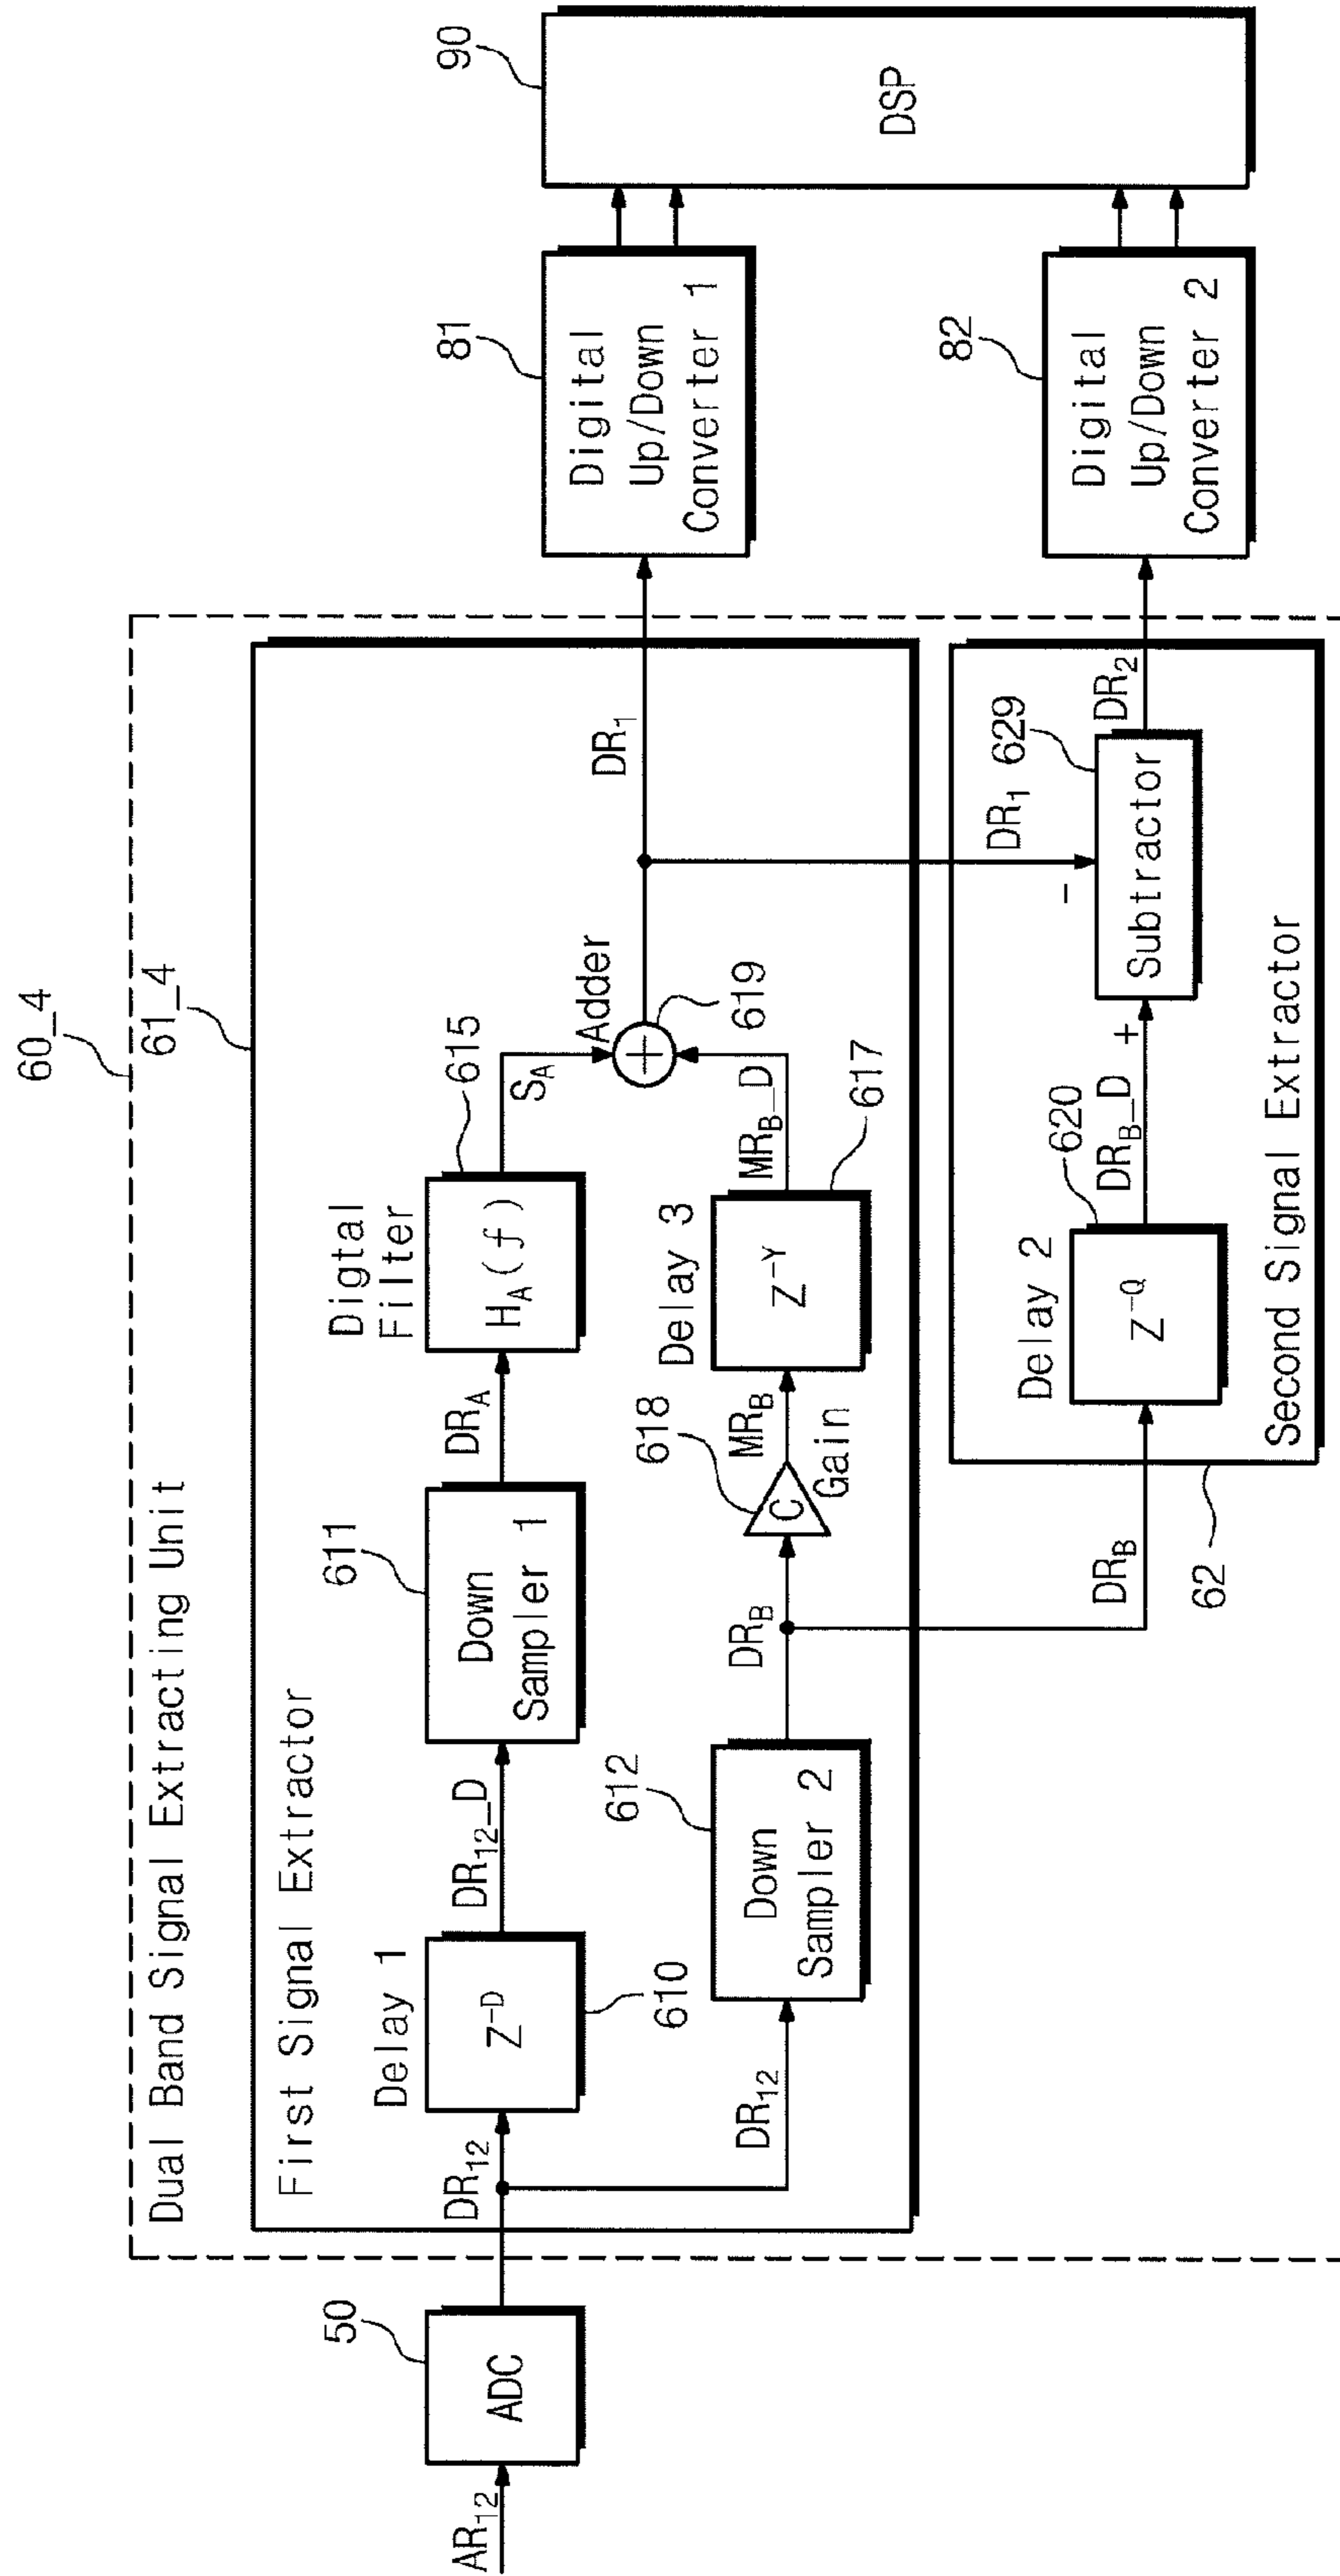 60_4
Dual Band Signal Extracting Unit
61_4
First Signal Extractor
AR12
50
ADC
DR12
Delay 1
Z-D
610
DR12_D
611
Down
Sampler 1
DRA
Digtal
Filter
HA(f)
615
SA
Adder
619
DR1
DR12
612
Down
Sampler 2
DRB
618
C
Gain
MRB
Delay 3
Z-Y
617
MRB_D
81
Digital
Up/Down
Converter 1
90
DSP
DRB
62
Delay 2
Z-Q
620
DRB_D
+
DR1
-
629
Subtractor
DR2
Second Signal Extractor
82
Digital
Up/Down
Converter 2